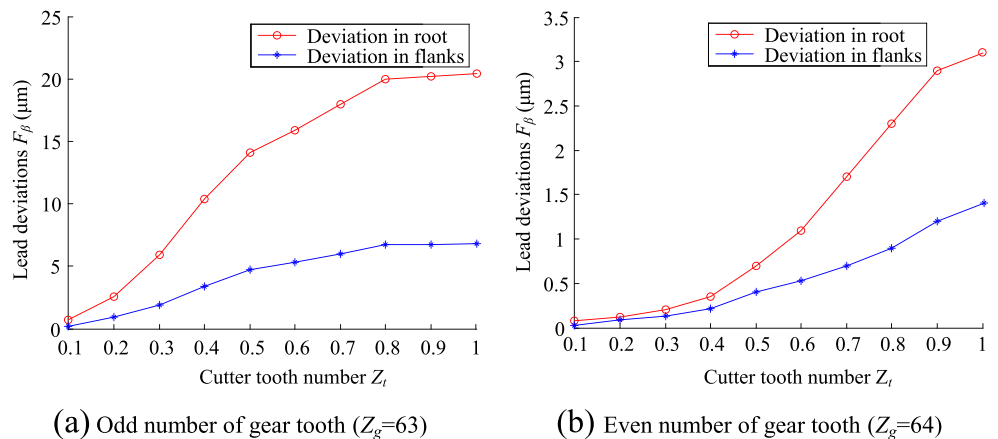 25
20
15
10
5
0
Lead deviations Fβ (μm)
Deviation in root
Deviation in flanks
0.1 0.2 0.3 0.4 0.5 0.6 0.7 0.8 0.9 1
Cutter tooth number Zt
(a) Odd number of gear tooth (Zg=63)
3.5
3
2.5
2
1.5
1
0.5
0
Lead deviations Fβ (μm)
Deviation in root
Deviation in flanks
0.1 0.2 0.3 0.4 0.5 0.6 0.7 0.8 0.9 1
Cutter tooth number Zt
(b) Even number of gear tooth (Zg=64)